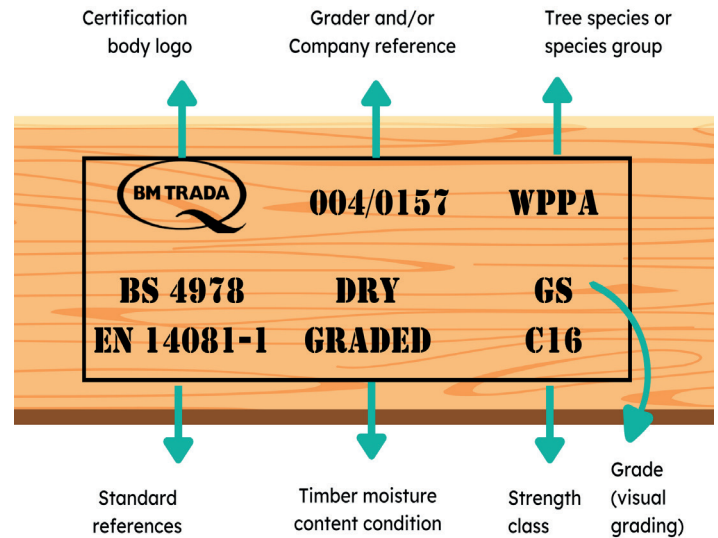 Certification
body logo
Grader and/or
Company reference
Tree species or
species group
BM TRADA
004/0157
WPPA
BS 4978
DRY
GS
EN 14081-1
GRADED
C16
Standard
references
Timber moisture
content condition
Strength
class
Grade
(visual
grading)